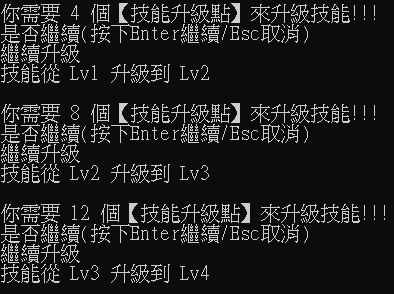 你需要 4 個【技能升級點】來升級技能!!!
是否繼續(按下Enter繼續/Esc取消)
繼續升級
技能從 Lv1 升級到 Lv2
你需要 8 個【技能升級點】來升級技能!!!
是否繼續(按下Enter繼續/Esc取消)
繼續升級
技能從 Lv2 升級到 Lv3
你需要 12 個【技能升級點】來升級技能!!!
是否繼續(按下Enter繼續/Esc取消)
繼續升級
技能從 Lv3 升級到 Lv4